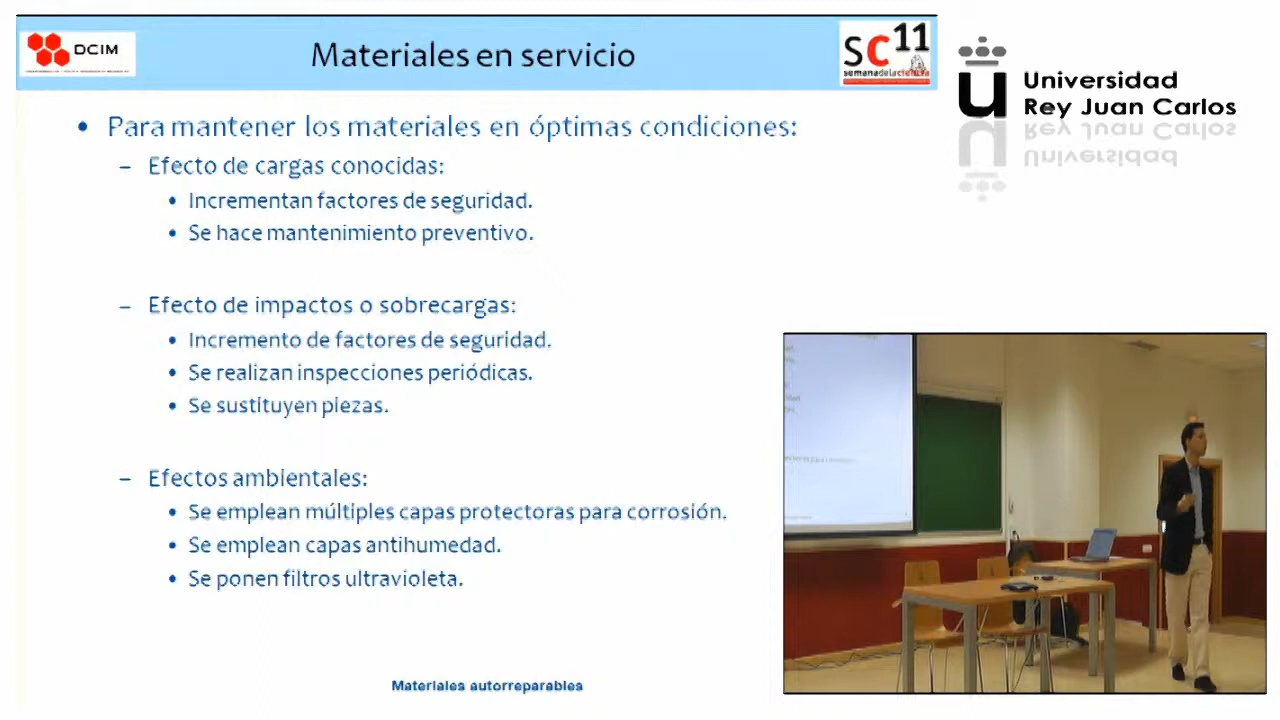 DCIM
Materiales en servicio
SC11
semanadelaciencia
Universidad
Rey Juan Carlos
• Para mantener los materiales en óptimas condiciones:
– Efecto de cargas conocidas:
• Incrementan factores de seguridad.
• Se hace mantenimiento preventivo.
– Efecto de impactos o sobrecargas:
• Incremento de factores de seguridad.
• Se realizan inspecciones periódicas.
• Se sustituyen piezas.
– Efectos ambientales:
• Se emplean múltiples capas protectoras para corrosión.
• Se emplean capas antihumedad.
• Se ponen filtros ultravioleta.
Materiales autorreparables